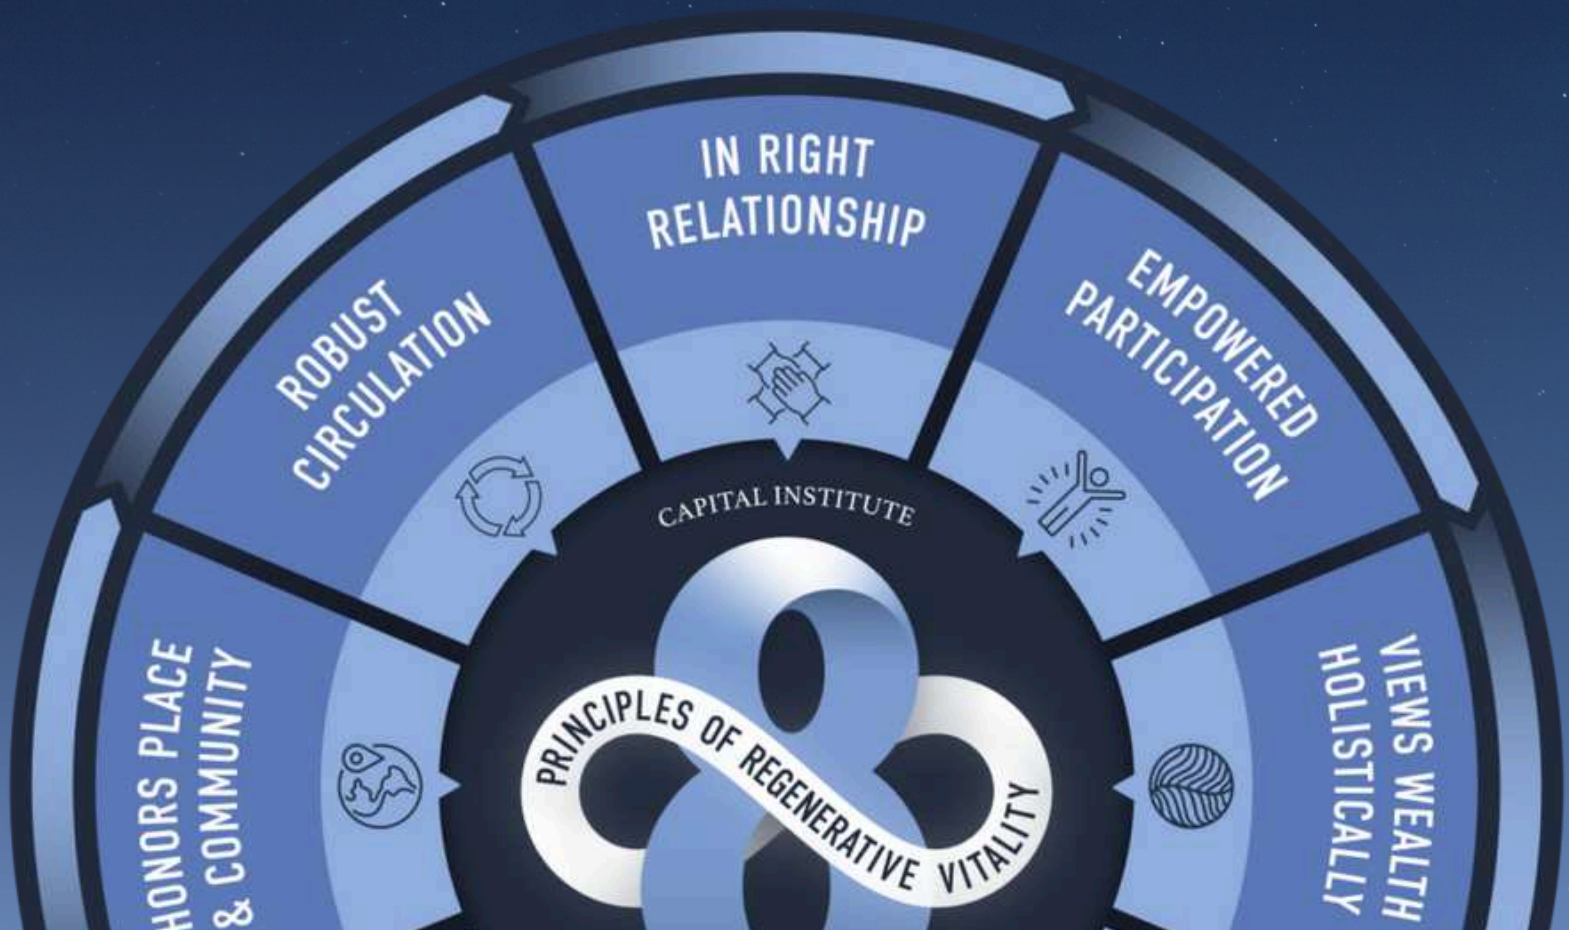 IN RIGHT
RELATIONSHIP
EMPOWERED
PARTICIPATION
VIEWS WEALTH
HOLISTICALLY
HONORS PLACE
& COMMUNITY
ROBUST
CIRCULATION
CAPITAL INSTITUTE
8
PRINCIPLES OF REGENERATIVE VITALITY